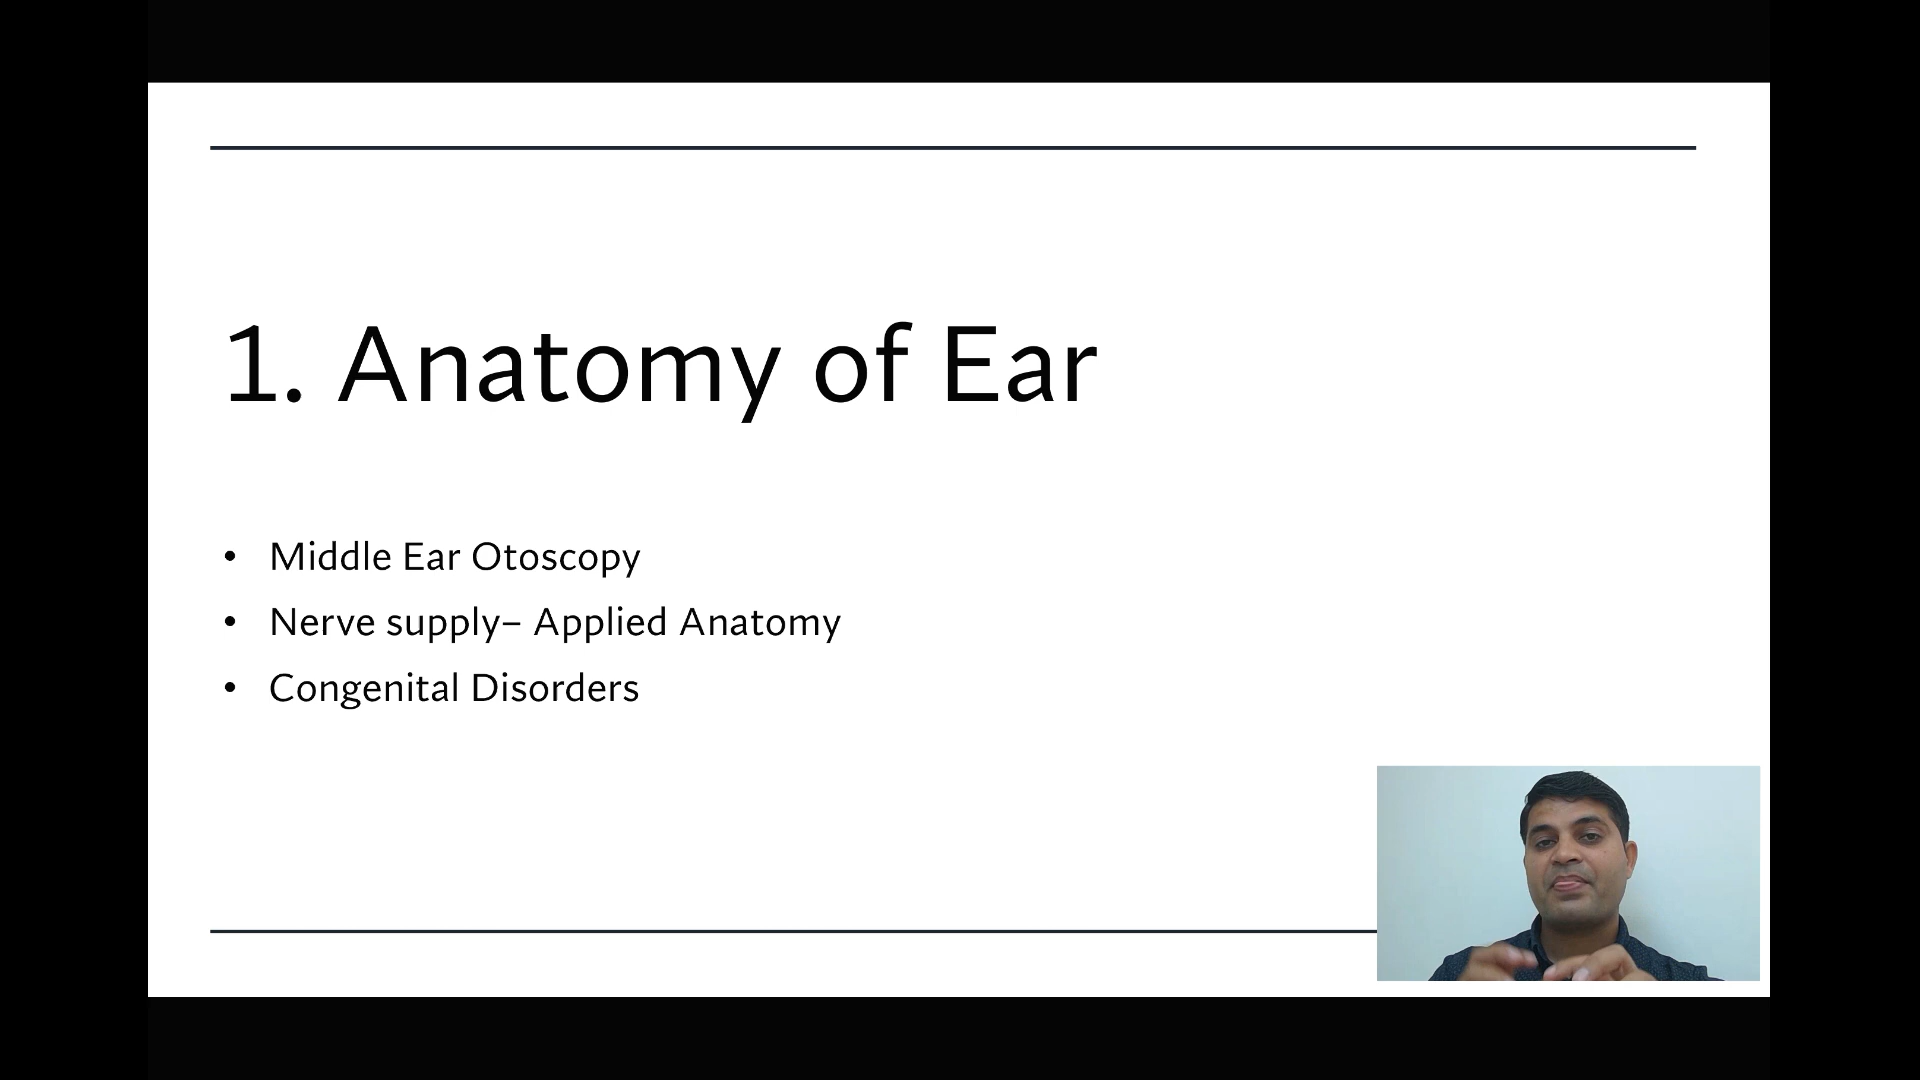 1. Anatomy of Ear
• Middle Ear Otoscopy
• Nerve supply– Applied Anatomy
• Congenital Disorders